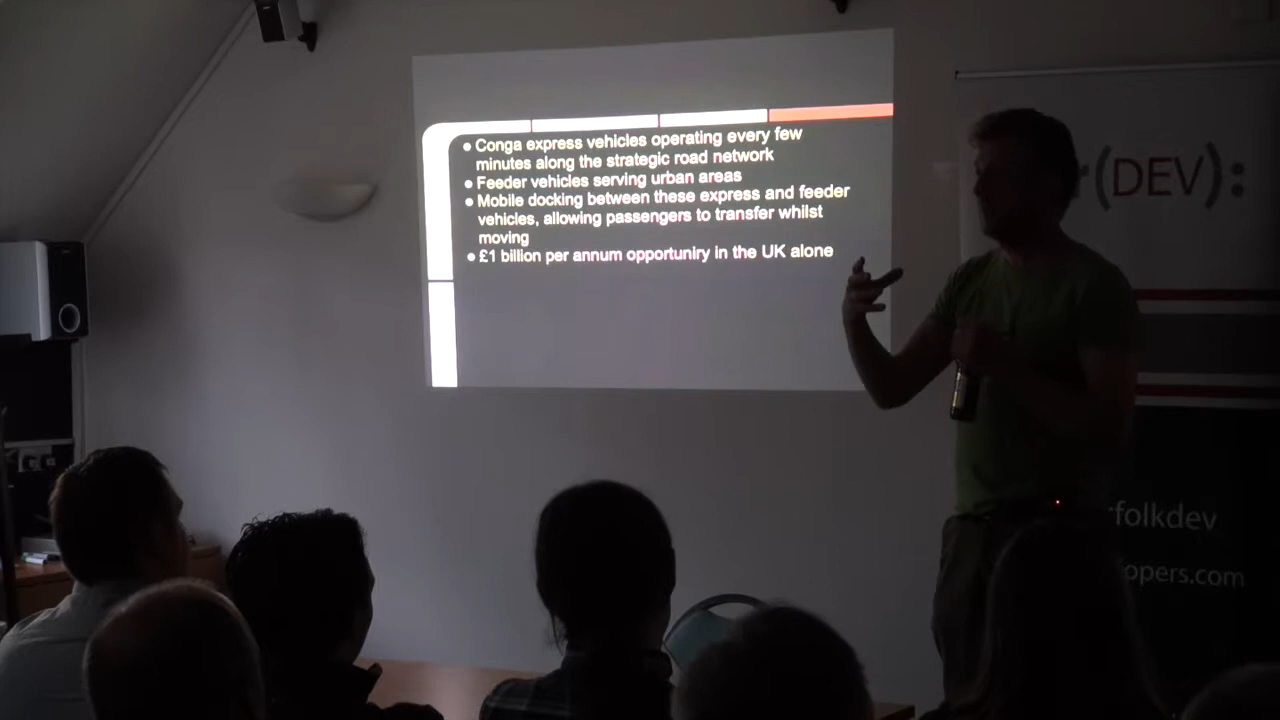 ● Conga express vehicles operating every few
minutes along the strategic road network
● Feeder vehicles serving urban areas
● Mobile docking between these express and feeder
vehicles, allowing passengers to transfer whilst
moving
● £1 billion per annum opportuniry in the UK alone
r(DEV):
rfolkdev
opers.com